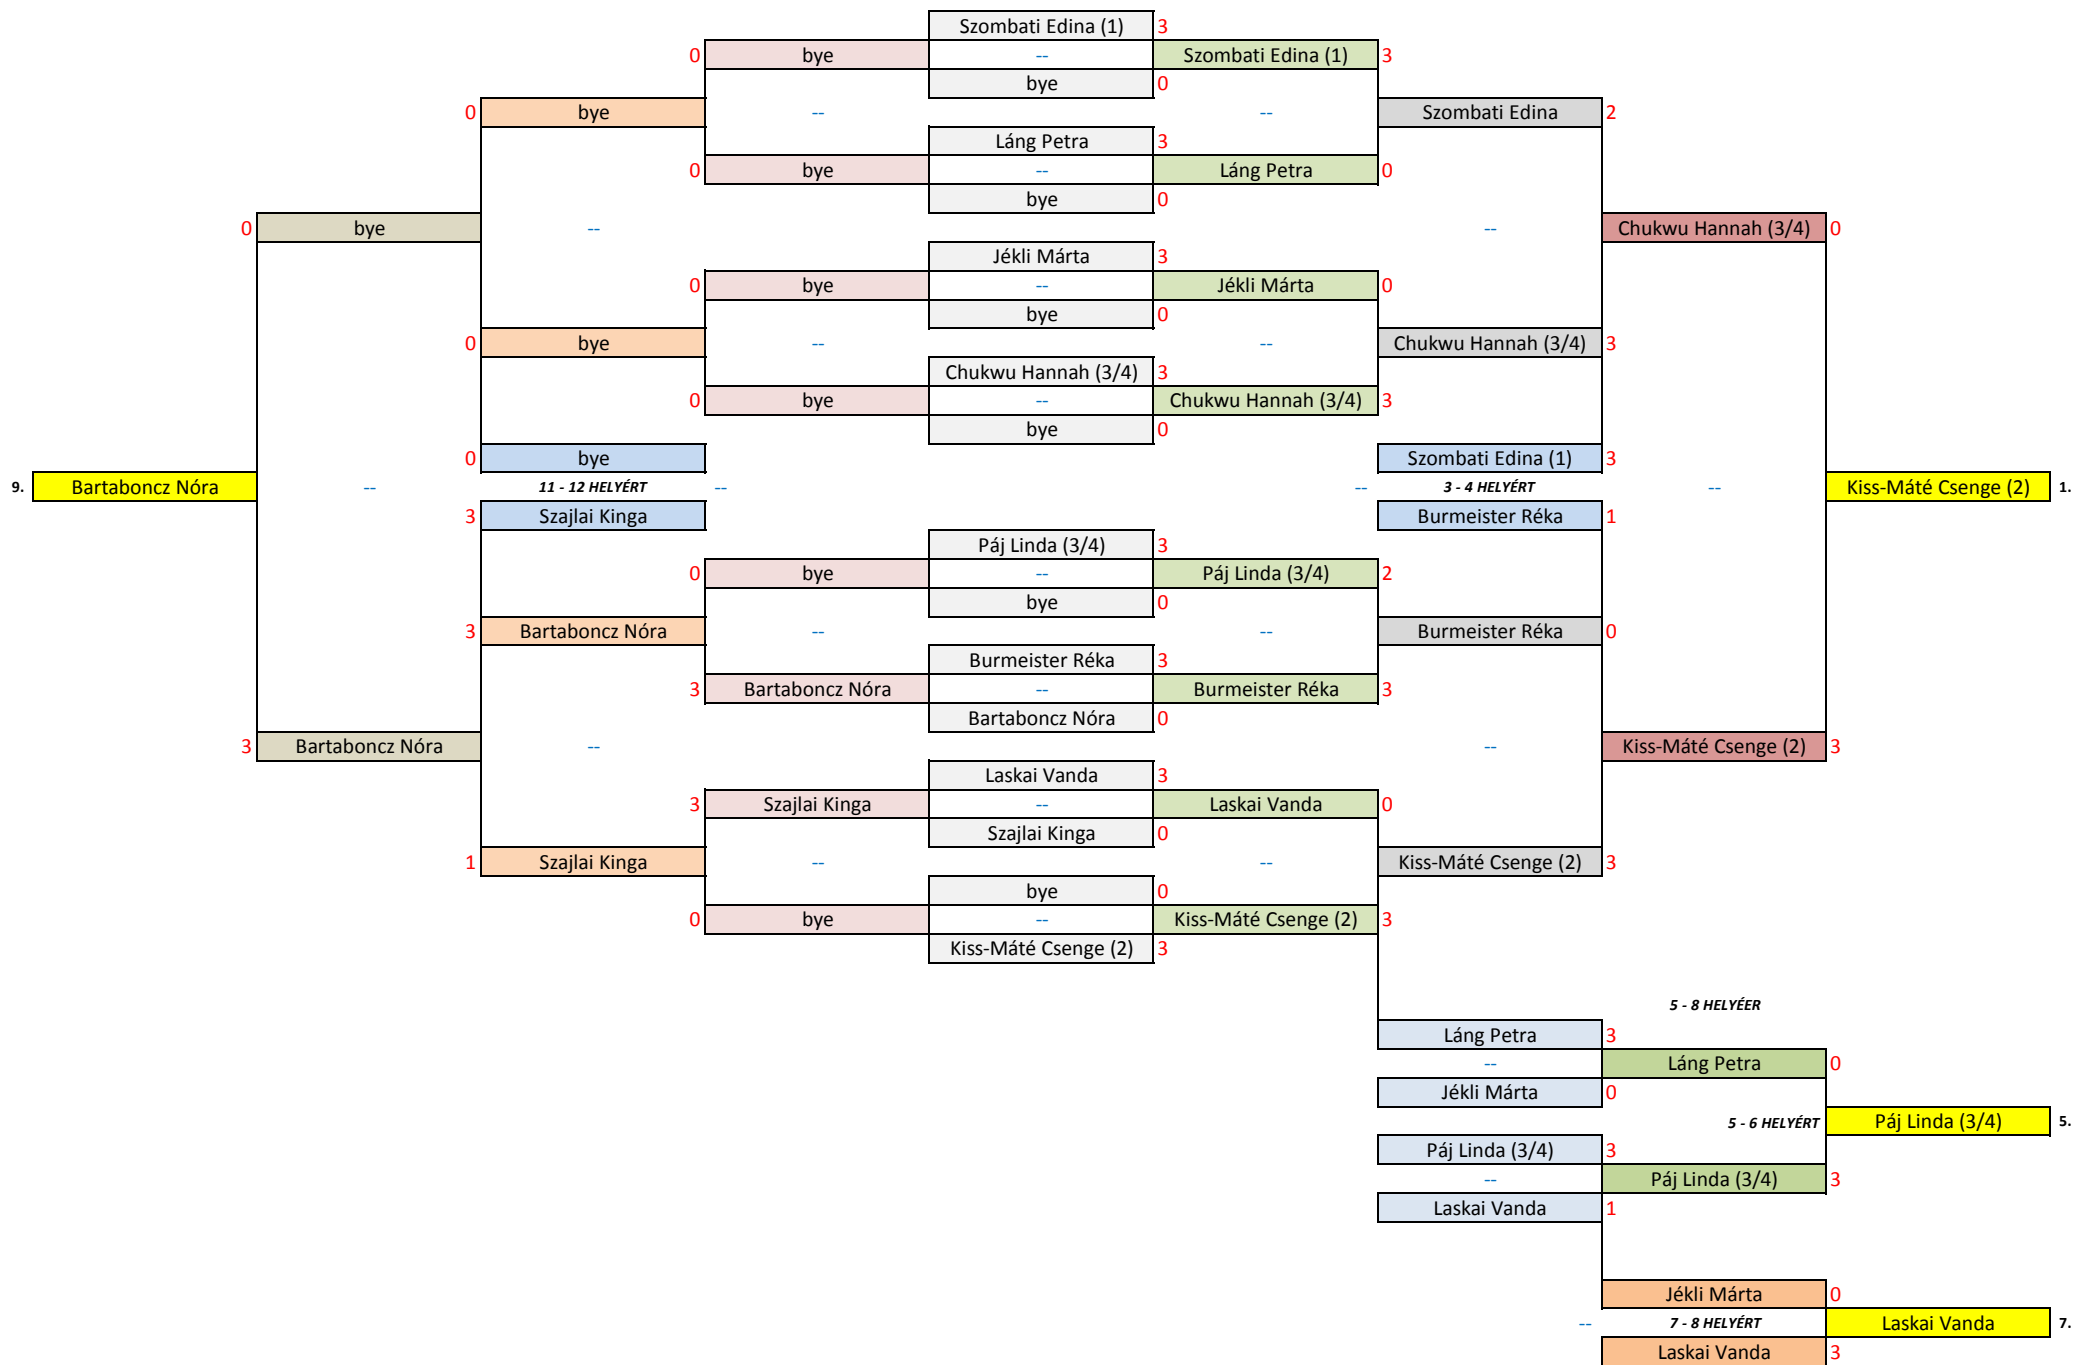 Szombati Edina (1) 3
0 bye -- Szombati Edina (1) 3
bye 0
0 bye -- -- Szombati Edina 2
Láng Petra 3
0 bye -- Láng Petra 0
bye 0
0 bye -- -- Chukwu Hannah (3/4) 0
Jékli Márta 3
0 bye -- Jékli Márta 0
bye 0
0 bye -- -- Chukwu Hannah (3/4) 3
Chukwu Hannah (3/4) 3
0 bye -- Chukwu Hannah (3/4) 3
bye 0
0 bye Szombati Edina (1) 3
9. Bartaboncz Nóra -- 11 - 12 HELYÉRT -- -- 3 - 4 HELYÉRT -- Kiss-Máté Csenge (2) 1.
3 Szajlai Kinga Burmeister Réka 1
Páj Linda (3/4) 3
0 bye -- Páj Linda (3/4) 2
bye 0
3 Bartaboncz Nóra -- -- Burmeister Réka 0
Burmeister Réka 3
3 Bartaboncz Nóra -- Burmeister Réka 3
Bartaboncz Nóra 0
3 Bartaboncz Nóra -- -- Kiss-Máté Csenge (2) 3
Laskai Vanda 3
3 Szajlai Kinga -- Laskai Vanda 0
Szajlai Kinga 0
1 Szajlai Kinga -- -- Kiss-Máté Csenge (2) 3
bye 0
0 bye -- Kiss-Máté Csenge (2) 3
Kiss-Máté Csenge (2) 3
5 - 8 HELYÉER
Láng Petra 3
-- Láng Petra 0
Jékli Márta 0
5 - 6 HELYÉRT Páj Linda (3/4) 5.
Páj Linda (3/4) 3
-- Páj Linda (3/4) 3
Laskai Vanda 1
Jékli Márta 0
-- 7 - 8 HELYÉRT Laskai Vanda 7.
Laskai Vanda 3